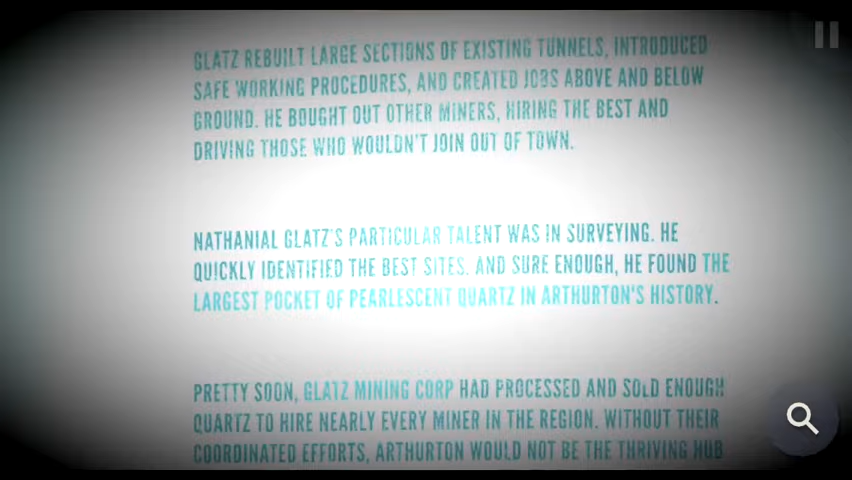 GLATZ REBUILT LARGE SECTIONS OF EXISTING TUNNELS, INTRODUCED
SAFE WORKING PROCEDURES, AND CREATED JOBS ABOVE AND BELOW
GROUND. HE BOUGHT OUT OTHER MINERS, HIRING THE BEST AND
DRIVING THOSE WHO WOULDN'T JOIN OUT OF TOWN.
NATHANIAL GLATZ'S PARTICULAR TALENT WAS IN SURVEYING. HE
QUICKLY IDENTIFIED THE BEST SITES. AND SURE ENOUGH, HE FOUND THE
LARGEST POCKET OF PEARLESCENT QUARTZ IN ARTHURTON'S HISTORY.
PRETTY SOON, GLATZ MINING CORP HAD PROCESSED AND SOLD ENOUGH
QUARTZ TO HIRE NEARLY EVERY MINER IN THE REGION. WITHOUT THEIR
COORDINATED EFFORTS, ARTHURTON WOULD NOT BE THE THRIVING HUB